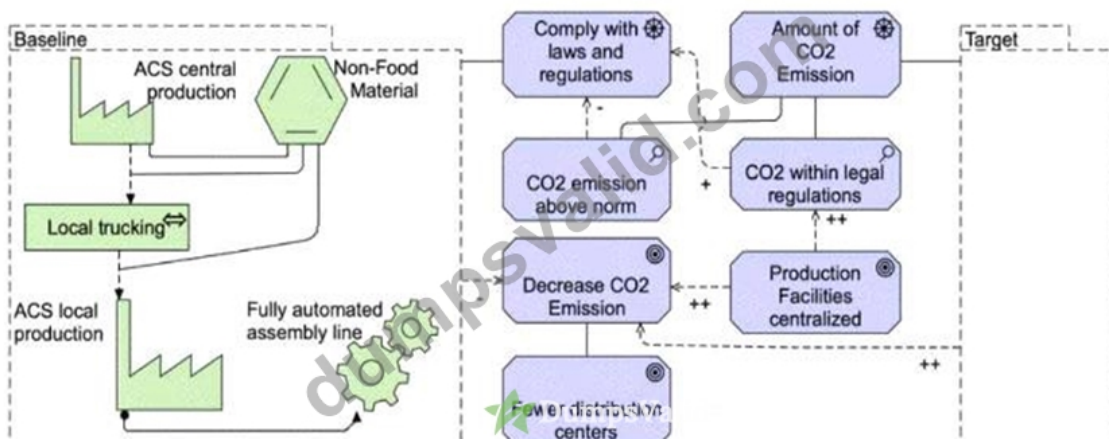 Baseline
ACS central
production
Non-Food
Material
Local trucking
ACS local
production
Fully automated
assembly line
Comply with
laws and
regulations
Amount of
CO2
Emission
Target
-
+
CO2 emission
above norm
CO2 within legal
regulations
++
Decrease CO2
Emission
-
++
Production
Facilities
centralized
++
Fewer distribution
centers
dumpsvalid.com